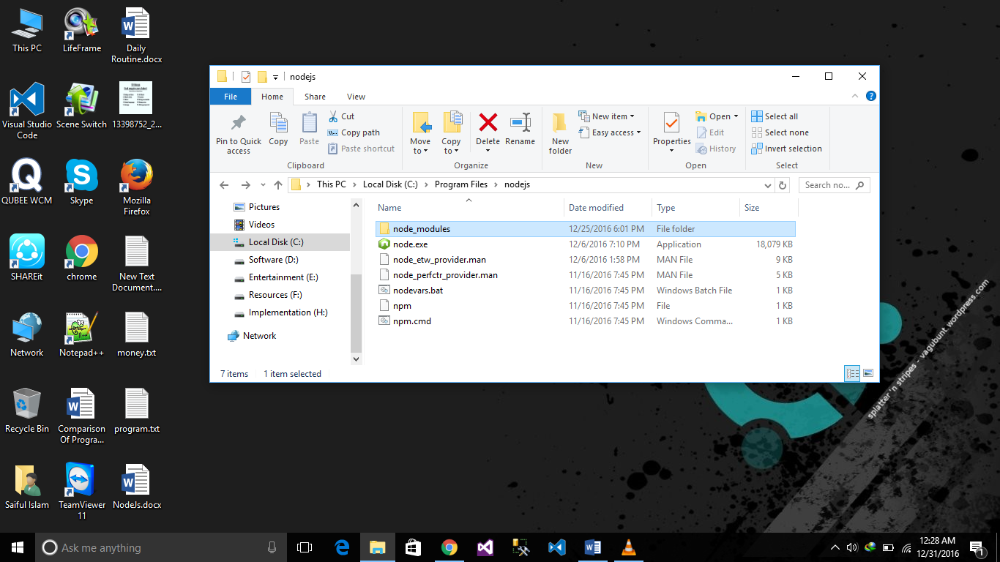 This PC
LifeFrame
Daily
Routine.docx
Visual Studio
Code
Scene Switch
13398752_2...
QUBEE WCM
Skype
Mozilla
Firefox
SHAREit
chrome
New Text
Document....
Network
Notepad++
money.txt
Recycle Bin
Comparison
Of Progra...
program.txt
Saiful Islam
TeamViewer
11
NodeJs.docx
nodejs
File
Home
Share
View
Pin to Quick
access
Copy
Paste
Cut
Copy path
Paste shortcut
Clipboard
Move
to
Copy
to
Delete
Rename
Organize
New
folder
New item
Easy access
New
Properties
Open
Edit
History
Open
Select all
Select none
Invert selection
Select
This PC > Local Disk (C:) > Program Files > nodejs
Search no...
Pictures
Videos
Local Disk (C:)
Software (D:)
Entertainment (E:)
Resources (F:)
Implementation (H:)
Network
Name Date modified Type Size
node_modules 12/25/2016 6:01 PM File folder
node.exe 12/6/2016 7:10 PM Application 18,079 KB
node_etw_provider.man 12/6/2016 1:58 PM MAN File 9 KB
node_perfctr_provider.man 11/16/2016 7:45 PM MAN File 5 KB
nodevars.bat 11/16/2016 7:45 PM Windows Batch File 1 KB
npm 11/16/2016 7:45 PM File 1 KB
npm.cmd 11/16/2016 7:45 PM Windows Comma... 1 KB
7 items 1 item selected
splatter 'n stripes - vagubunt.wordpress.com
Ask me anything
12:28 AM
12/31/2016
1